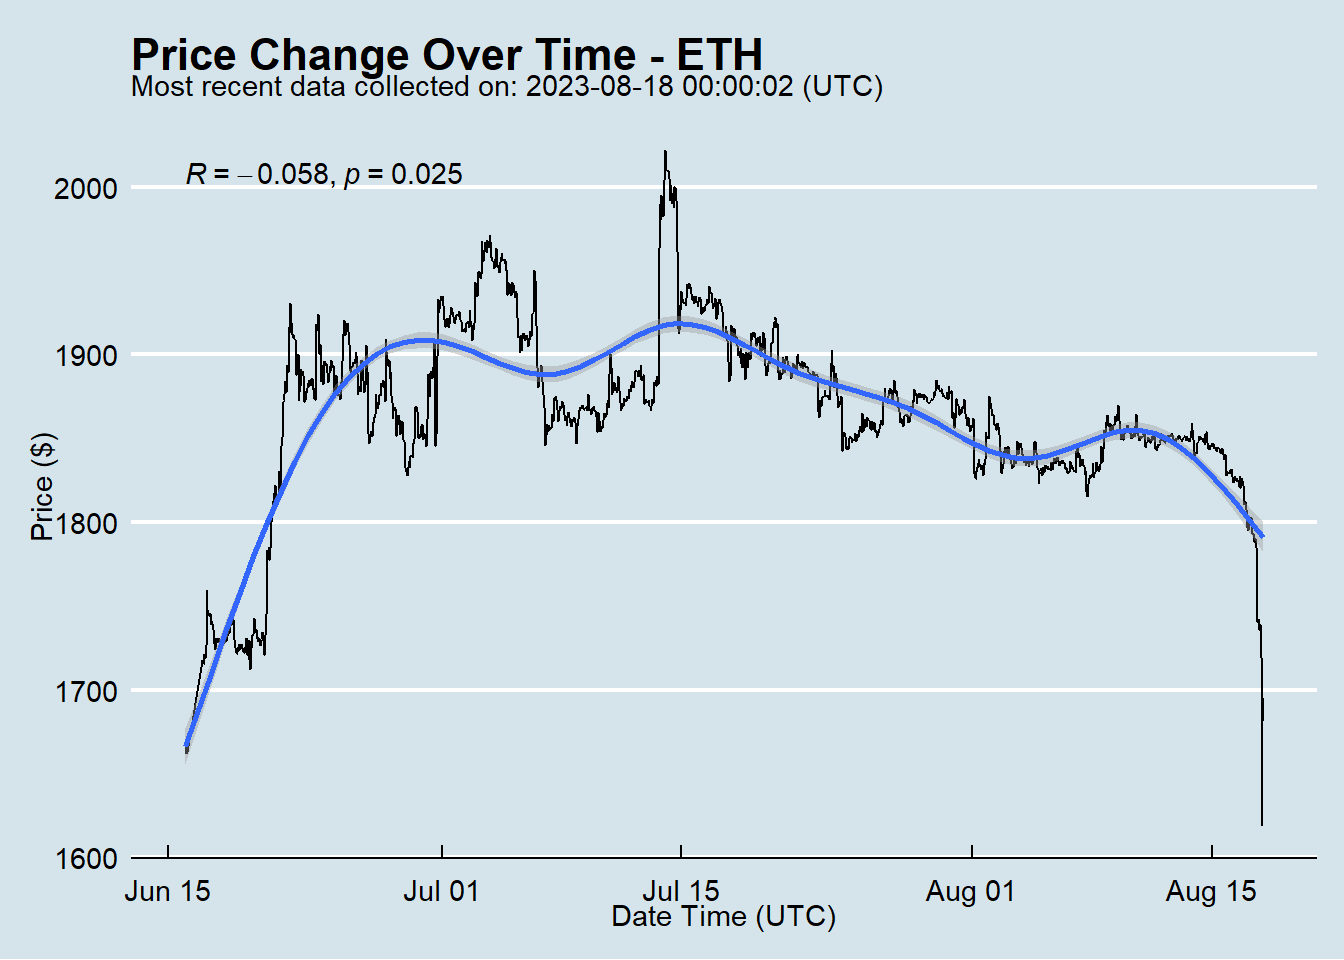 Price Change Over Time - ETH
Most recent data collected on: 2023-08-18 00:00:02 (UTC)
R = −0.058, p = 0.025
2000
1900
1800
1700
1600
Price ($)
Jun 15
Jul 01
Jul 15
Aug 01
Aug 15
Date Time (UTC)